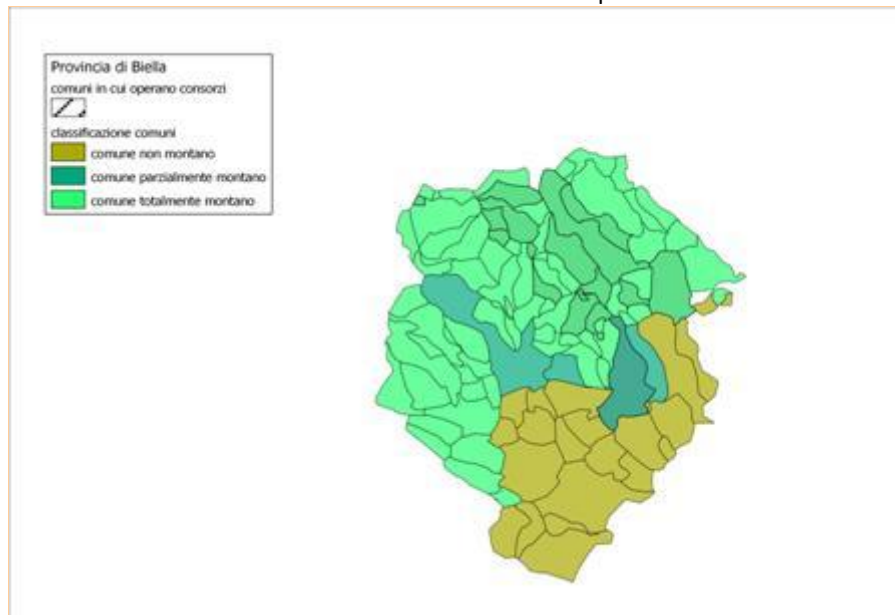 Provincia di Biella
comuni in cui operano consorzi
classificazione comuni
comune non montano
comune parzialmente montano
comune totalmente montano